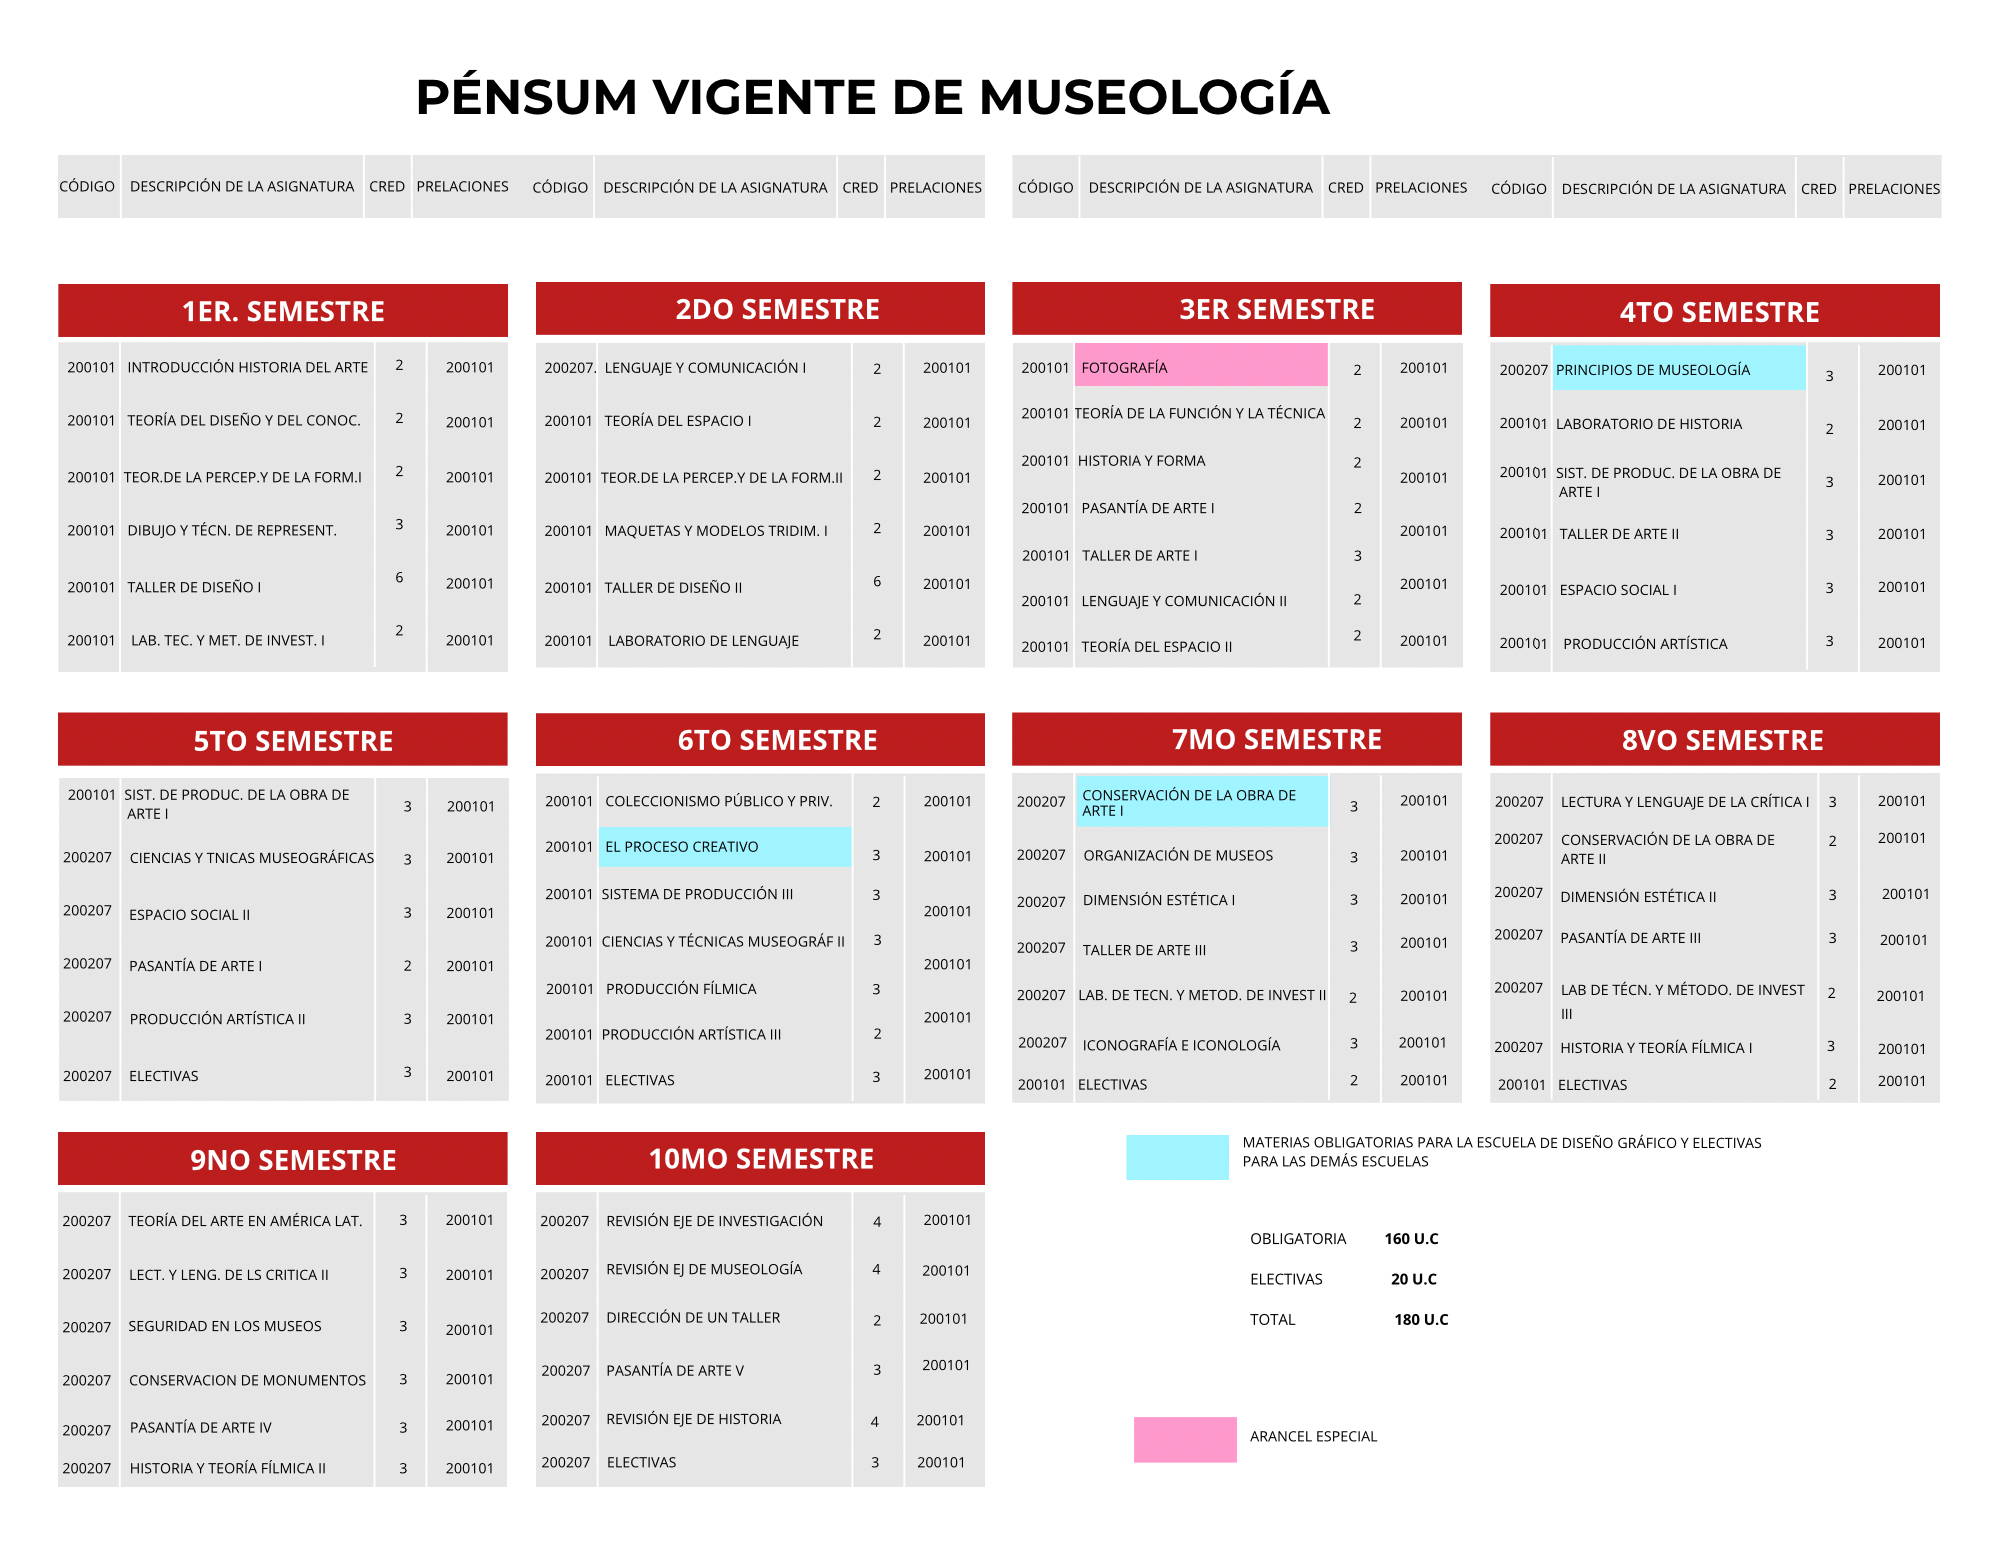 PÉNSUM VIGENTE DE MUSEOLOGÍA
CÓDIGO DESCRIPCIÓN DE LA ASIGNATURA CRED PRELACIONES CÓDIGO DESCRIPCIÓN DE LA ASIGNATURA CRED PRELACIONES CÓDIGO DESCRIPCIÓN DE LA ASIGNATURA CRED PRELACIONES CÓDIGO DESCRIPCIÓN DE LA ASIGNATURA CRED PRELACIONES
1ER. SEMESTRE
200101 INTRODUCCIÓN HISTORIA DEL ARTE 2 200101
200101 TEORÍA DEL DISEÑO Y DEL CONOC. 2 200101
200101 TEOR.DE LA PERCEP.Y DE LA FORM.I 2 200101
200101 DIBUJO Y TÉCN. DE REPRESENT. 3 200101
200101 TALLER DE DISEÑO I 6 200101
200101 LAB. TEC. Y MET. DE INVEST. I 2 200101
2DO SEMESTRE
200207. LENGUAJE Y COMUNICACIÓN I 2 200101
200101 TEORÍA DEL ESPACIO I 2 200101
200101 TEOR.DE LA PERCEP.Y DE LA FORM.II 2 200101
200101 MAQUETAS Y MODELOS TRIDIM. I 2 200101
200101 TALLER DE DISEÑO II 6 200101
200101 LABORATORIO DE LENGUAJE 2 200101
3ER SEMESTRE
200101 FOTOGRAFÍA 2 200101
200101 TEORÍA DE LA FUNCIÓN Y LA TÉCNICA 2 200101
200101 HISTORIA Y FORMA 2 200101
200101 PASANTÍA DE ARTE I 2 200101
200101 TALLER DE ARTE I 3 200101
200101 LENGUAJE Y COMUNICACIÓN II 2
200101 TEORÍA DEL ESPACIO II 2 200101
4TO SEMESTRE
200207 PRINCIPIOS DE MUSEOLOGÍA 3 200101
200101 LABORATORIO DE HISTORIA 2 200101
200101 SIST. DE PRODUC. DE LA OBRA DE
ARTE I 3 200101
200101 TALLER DE ARTE II 3 200101
200101 ESPACIO SOCIAL I 3 200101
200101 PRODUCCIÓN ARTÍSTICA 3 200101
5TO SEMESTRE
200101 SIST. DE PRODUC. DE LA OBRA DE
ARTE I 3 200101
200207 CIENCIAS Y TNICAS MUSEOGRÁFICAS 3 200101
200207 ESPACIO SOCIAL II 3 200101
200207 PASANTÍA DE ARTE I 2 200101
200207 PRODUCCIÓN ARTÍSTICA II 3 200101
200207 ELECTIVAS 3 200101
6TO SEMESTRE
200101 COLECCIONISMO PÚBLICO Y PRIV. 2 200101
200101 EL PROCESO CREATIVO 3 200101
200101 SISTEMA DE PRODUCCIÓN III 3 200101
200101 CIENCIAS Y TÉCNICAS MUSEOGRÁF II 3 200101
200101 PRODUCCIÓN FÍLMICA 3 200101
200101 PRODUCCIÓN ARTÍSTICA III 2
200101 ELECTIVAS 3 200101
7MO SEMESTRE
200207 CONSERVACIÓN DE LA OBRA DE
ARTE I 3 200101
200207 ORGANIZACIÓN DE MUSEOS 3 200101
200207 DIMENSIÓN ESTÉTICA I 3 200101
200207 TALLER DE ARTE III 3 200101
200207 LAB. DE TECN. Y METOD. DE INVEST II 2 200101
200207 ICONOGRAFÍA E ICONOLOGÍA 3 200101
200101 ELECTIVAS 2 200101
8VO SEMESTRE
200207 LECTURA Y LENGUAJE DE LA CRÍTICA I 3 200101
200207 CONSERVACIÓN DE LA OBRA DE 2 200101
ARTE II
200207 DIMENSIÓN ESTÉTICA II 3 200101
200207 PASANTÍA DE ARTE III 3 200101
200207 LAB DE TÉCN. Y MÉTODO. DE INVEST 2 200101
III
200207 HISTORIA Y TEORÍA FÍLMICA I 3 200101
200101 ELECTIVAS 2 200101
9NO SEMESTRE
200207 TEORÍA DEL ARTE EN AMÉRICA LAT. 3 200101
200207 LECT. Y LENG. DE LS CRITICA II 3 200101
200207 SEGURIDAD EN LOS MUSEOS 3 200101
200207 CONSERVACION DE MONUMENTOS 3 200101
200207 PASANTÍA DE ARTE IV 3 200101
200207 HISTORIA Y TEORÍA FÍLMICA II 3 200101
10MO SEMESTRE
200207 REVISIÓN EJE DE INVESTIGACIÓN 4 200101
200207 REVISIÓN EJ DE MUSEOLOGÍA 4 200101
200207 DIRECCIÓN DE UN TALLER 2 200101
200207 PASANTÍA DE ARTE V 3 200101
200207 REVISIÓN EJE DE HISTORIA 4 200101
200207 ELECTIVAS 3 200101
MATERIAS OBLIGATORIAS PARA LA ESCUELA DE DISEÑO GRÁFICO Y ELECTIVAS
PARA LAS DEMÁS ESCUELAS
OBLIGATORIA 160 U.C
ELECTIVAS 20 U.C
TOTAL 180 U.C
ARANCEL ESPECIAL